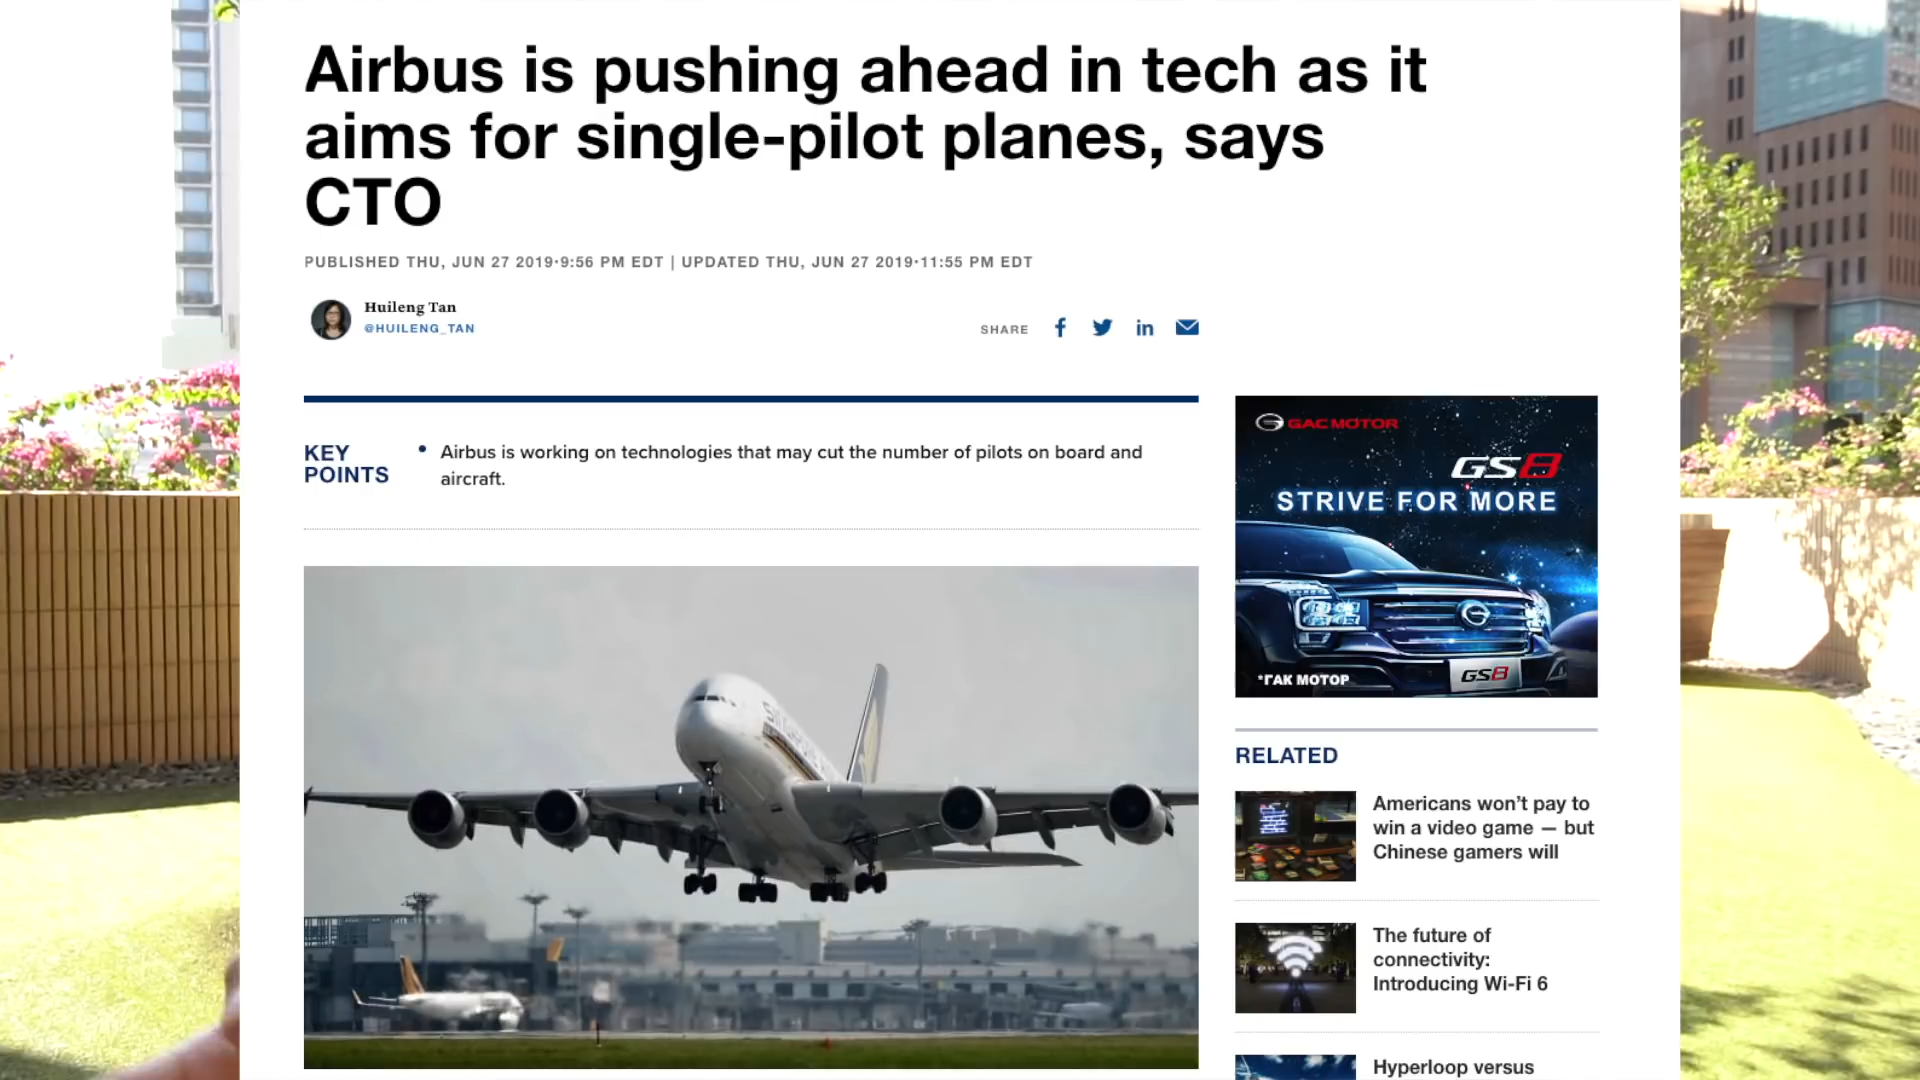 Airbus is pushing ahead in tech as it
aims for single-pilot planes, says
CTO
PUBLISHED THU, JUN 27 2019•9:56 PM EDT | UPDATED THU, JUN 27 2019•11:55 PM EDT
Huileng Tan
@HUILENG_TAN
SHARE
KEY
POINTS
• Airbus is working on technologies that may cut the number of pilots on board and
aircraft.
GAC MOTOR
GS8
STRIVE FOR MORE
GS8
*ГАК МОТОР
RELATED
Americans won’t pay to
win a video game — but
Chinese gamers will
The future of
connectivity:
Introducing Wi-Fi 6
Hyperloop versus